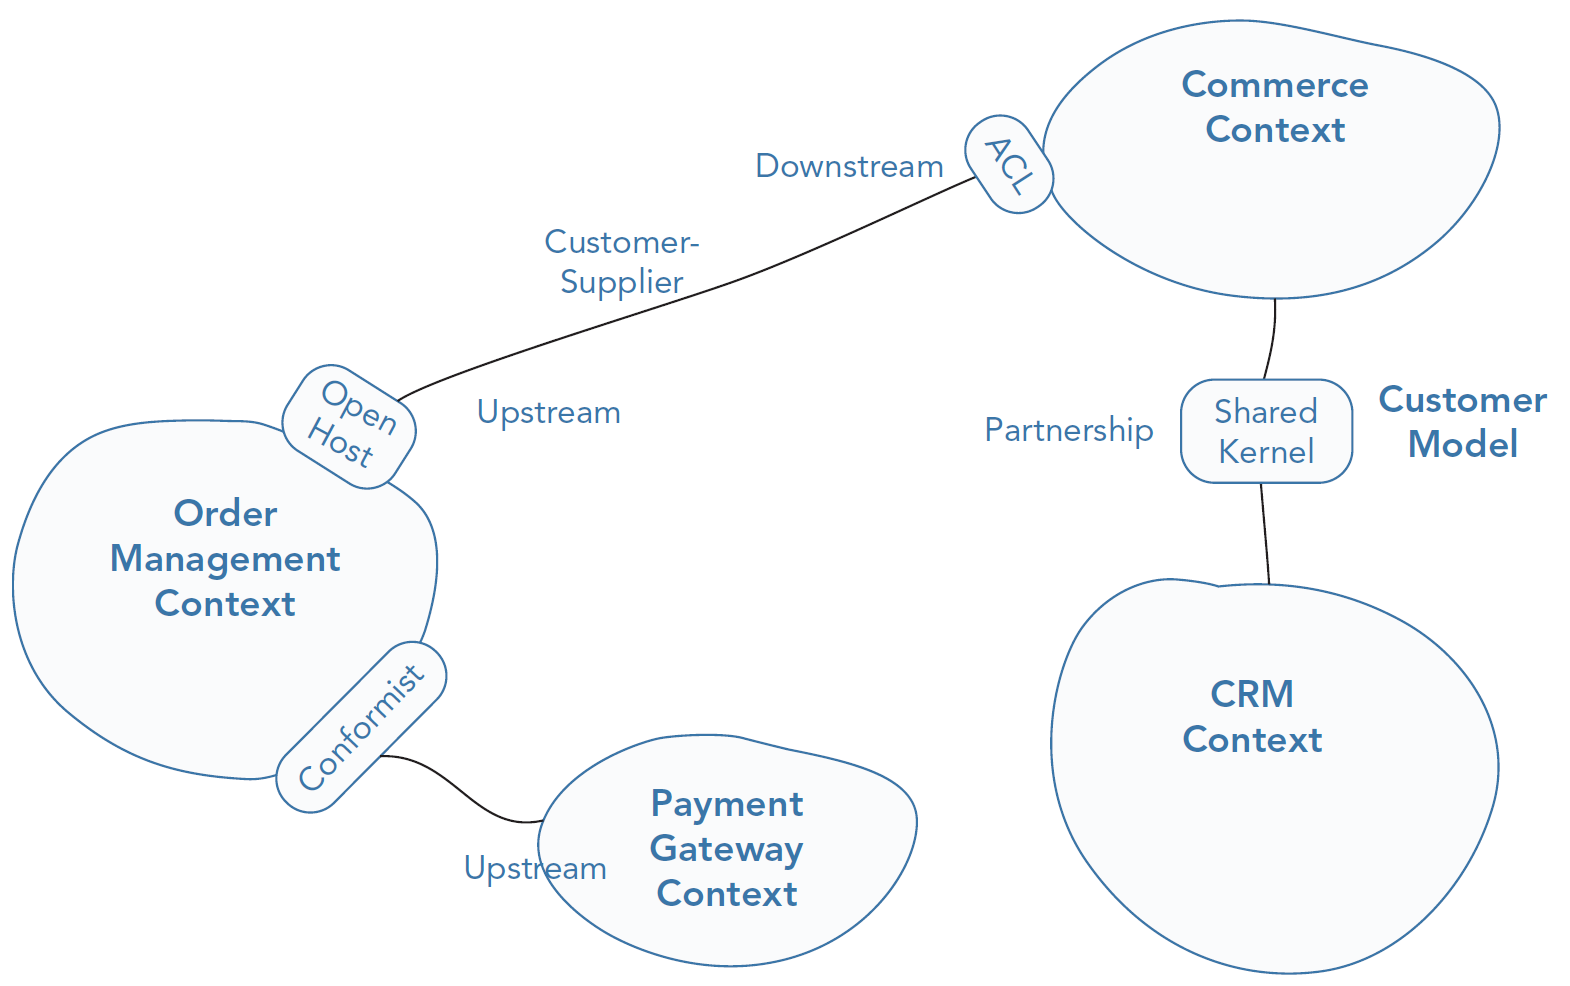 Commerce
Context
ACL
Downstream
Customer-
Supplier
Open
Host
Upstream
Partnership
Shared
Kernel
Customer
Model
Order
Management
Context
Conformist
CRM
Context
Payment
Gateway
Context
Upstream